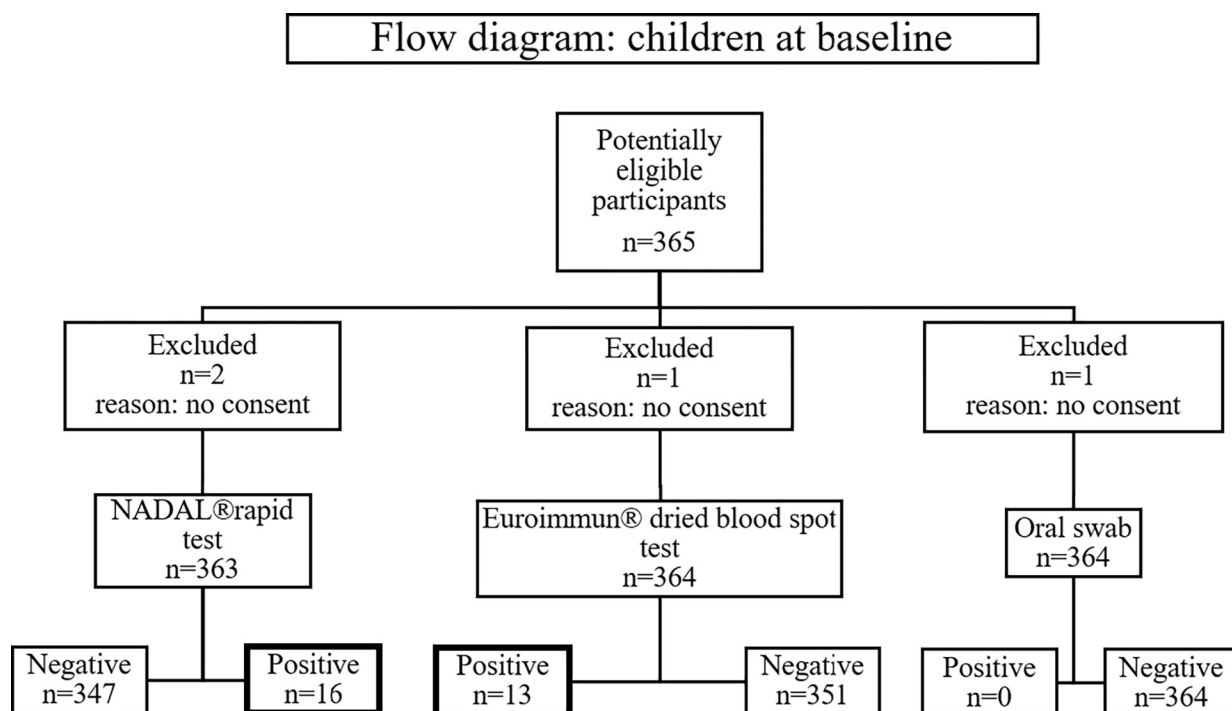 Flow diagram: children at baseline
Potentially
eligible
participants
n=365
Excluded
n=2
reason: no consent
Excluded
n=1
reason: no consent
Excluded
n=1
reason: no consent
NADAL®rapid
test
n=363
Euroimmun® dried blood spot
test
n=364
Oral swab
n=364
Negative
n=347
Positive
n=16
Positive
n=13
Negative
n=351
Positive
n=0
Negative
n=364